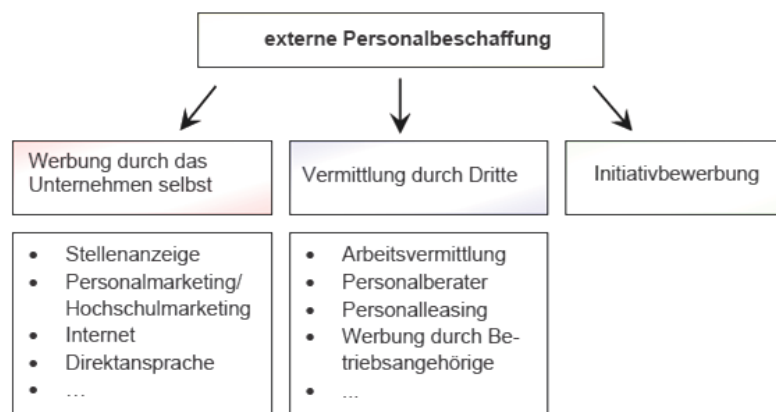 externe Personalbeschaffung
Werbung durch das
Unternehmen selbst
Vermittlung durch Dritte
Initiativbewerbung
• Stellenanzeige
• Personalmarketing/
Hochschulmarketing
• Internet
• Direktansprache
• …
• Arbeitsvermittlung
• Personalberater
• Personalleasing
• Werbung durch Be-
triebsangehörige
• ...